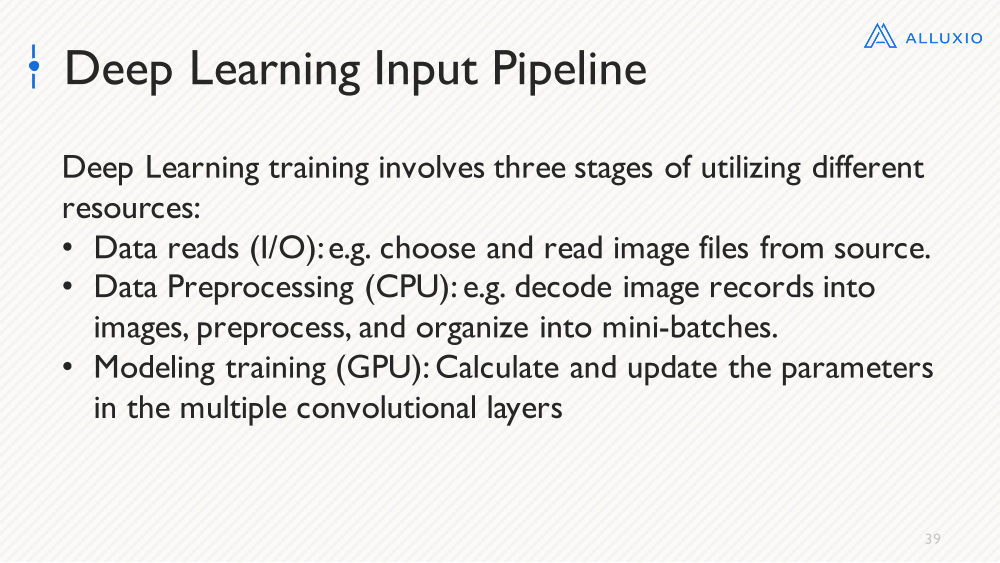 ALLUXIO
Deep Learning Input Pipeline
Deep Learning training involves three stages of utilizing different
resources:
• Data reads (I/O): e.g. choose and read image files from source.
• Data Preprocessing (CPU): e.g. decode image records into
images, preprocess, and organize into mini-batches.
• Modeling training (GPU): Calculate and update the parameters
in the multiple convolutional layers
39